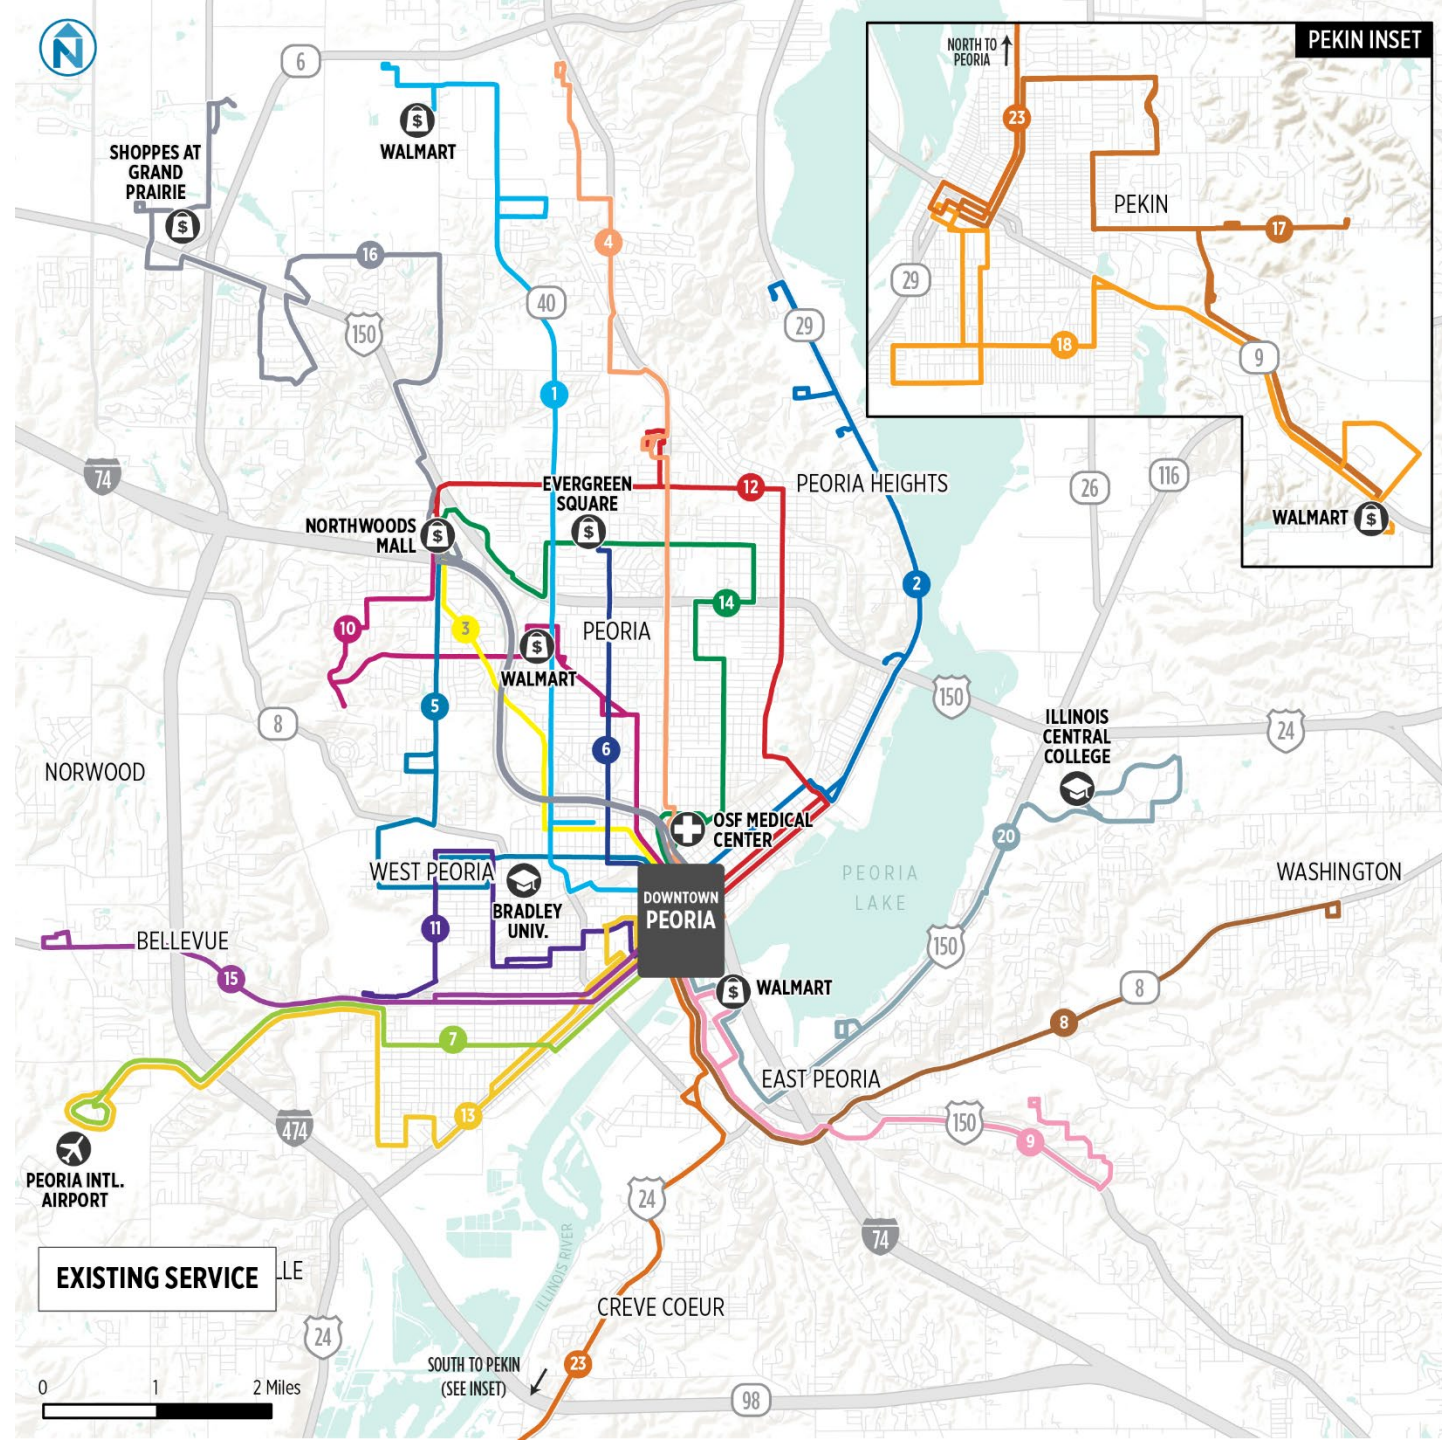 N
6
WALMART
SHOPPES AT
GRAND
PRAIRIE
16
150
40
4
1
29
2
PEKIN INSET
NORTH TO
PEORIA
23
PEKIN
17
29
18
9
WALMART
74
NORTHWOODS
MALL
EVERGREEN
SQUARE
12
PEORIA HEIGHTS
26
116
14
10
3
PEORIA
WALMART
5
6
8
150
24
ILLINOIS
CENTRAL
COLLEGE
NORWOOD
OSF MEDICAL
CENTER
20
WEST PEORIA
BRADLEY
UNIV.
DOWNTOWN
PEORIA
PEORIA
LAKE
WASHINGTON
11
BELLEVUE
15
150
WALMART
8
8
7
EAST PEORIA
13
474
150
9
PEORIA INTL.
AIRPORT
24
74
EXISTING SERVICE
LLE
ILLINOIS RIVER
CREVE COEUR
24
SOUTH TO PEKIN
(SEE INSET)
23
98
0 1 2 Miles